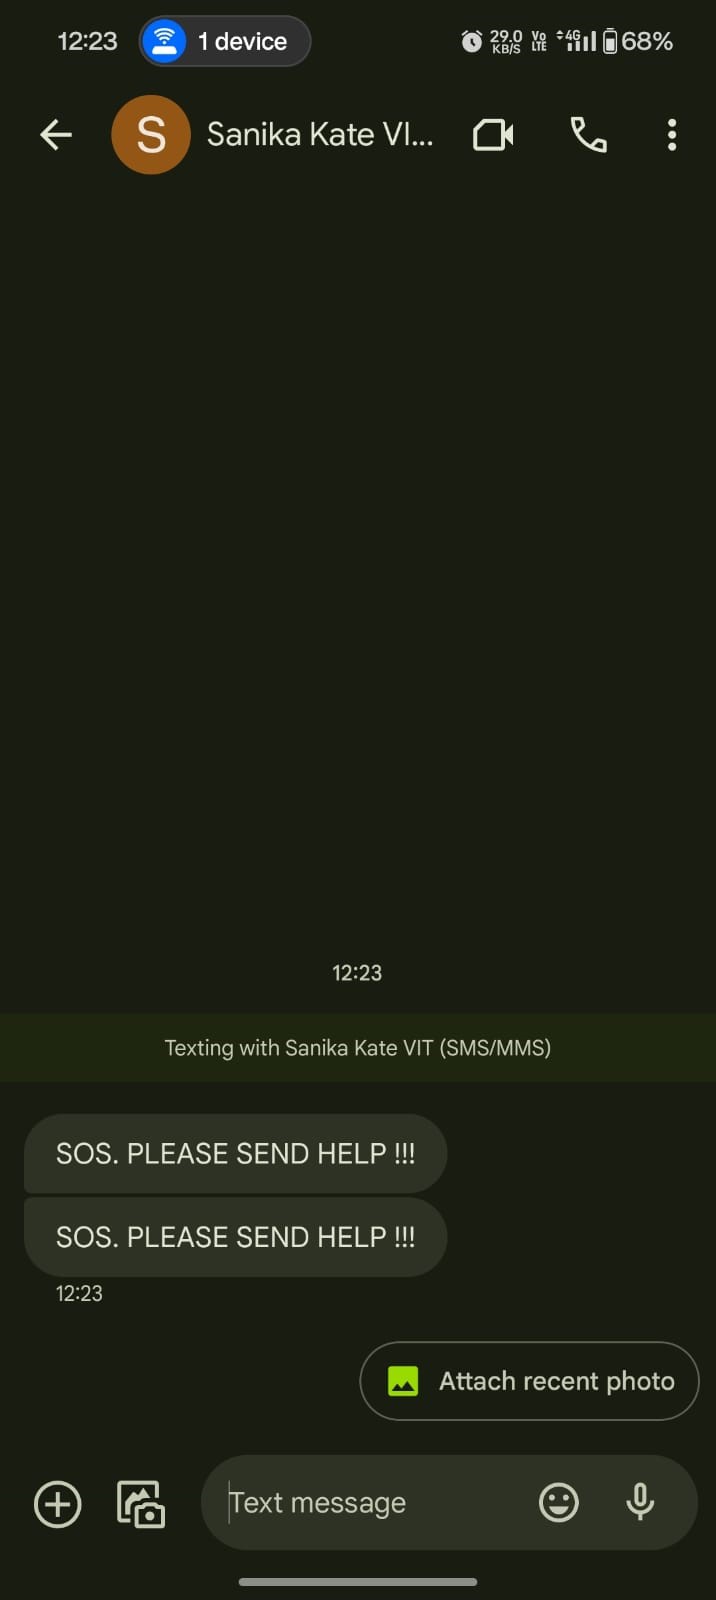 12:23 1 device 29.0 KB/S Vo LTE 4G 68%
S Sanika Kate VI...
12:23
Texting with Sanika Kate VIT (SMS/MMS)
SOS. PLEASE SEND HELP !!!
SOS. PLEASE SEND HELP !!!
12:23
Attach recent photo
Text message